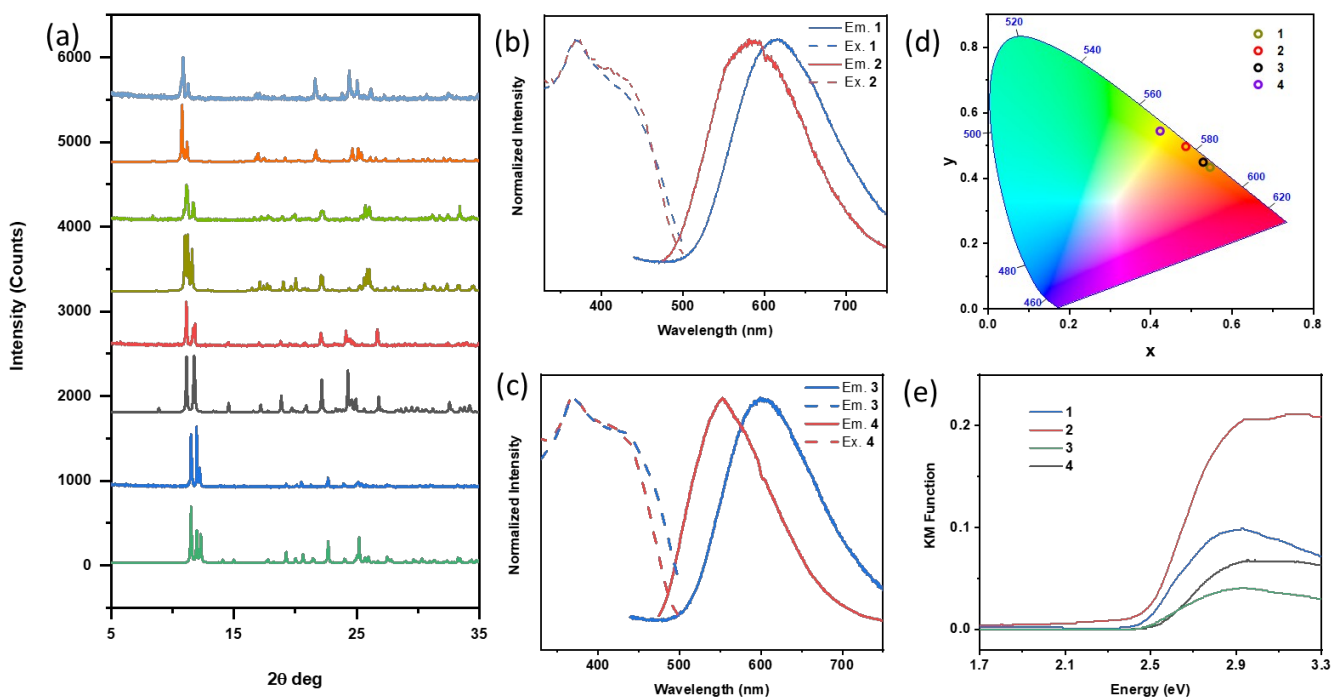 (a)
6000
5000
4000
3000
2000
1000
0
Intensity (Counts)
5
15
25
35
2θ deg
(b)
Em. 1
Ex. 1
Em. 2
Ex. 2
Normalized Intensity
400
500
600
700
Wavelength (nm)
(c)
Em. 3
Em. 3
Em. 4
Ex. 4
Normalized Intensity
400
500
600
700
Wavelength (nm)
(d)
520
540
560
580
600
620
500
480
460
1
2
3
4
0.8
0.6
0.4
0.2
0.0
y
0.0
0.2
0.4
0.6
0.8
x
(e)
1
2
3
4
0.2
0.1
0.0
KM Function
1.7
2.1
2.5
2.9
3.3
Energy (eV)